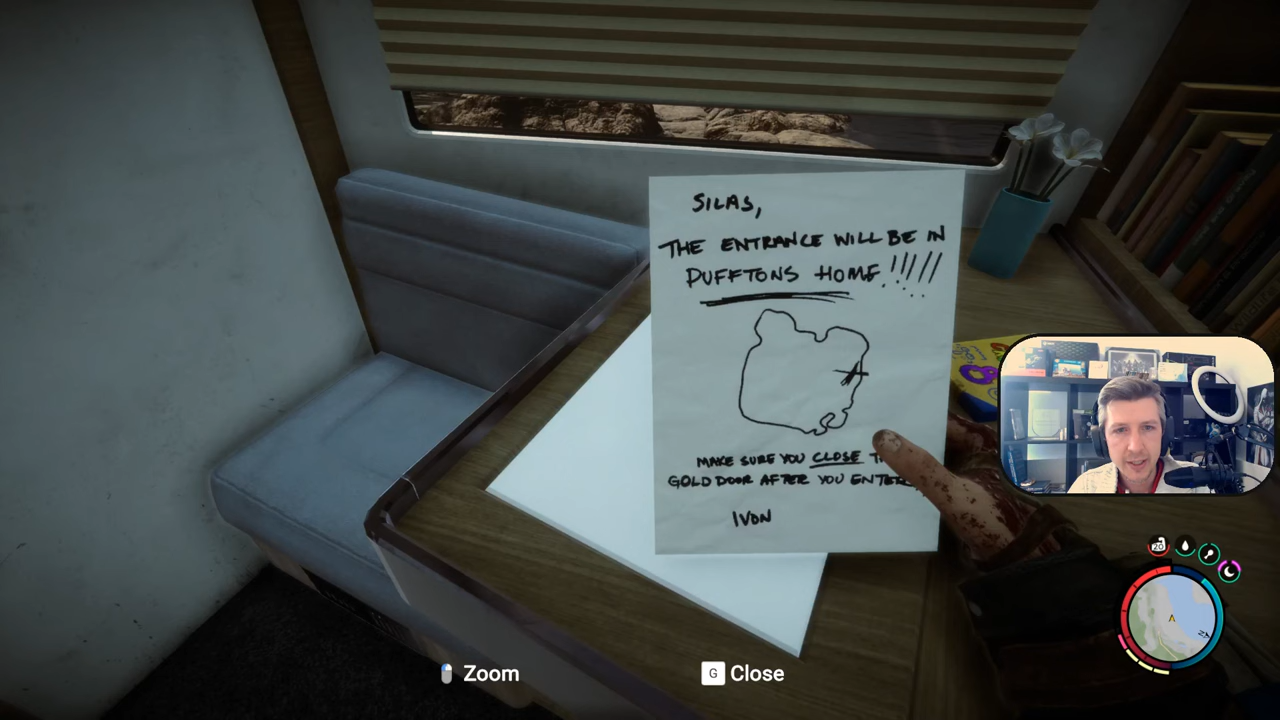 SILAS,
THE ENTRANCE WILL BE IN
PUFFTONS HOME!!!!!
MAKE SURE YOU CLOSE
GOLD DOOR AFTER YOU
IVON
Zoom
G Close